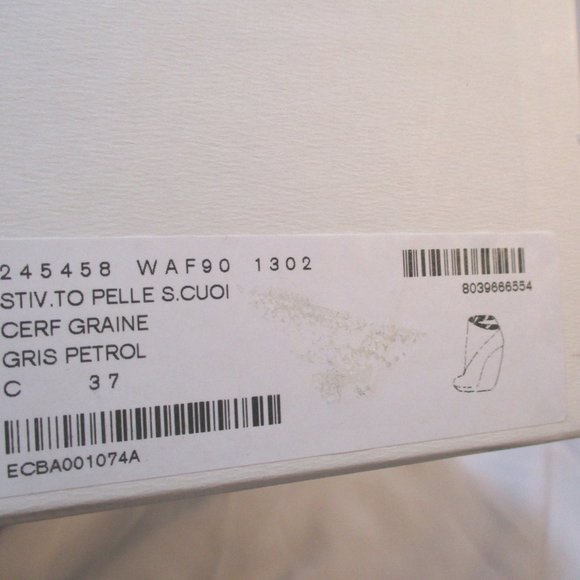 245458 WAF90 1302
8039666554
STIV.TO PELLE S.CUOI
CERF GRAINE
GRIS PETROL
C 37
ECBA001074A